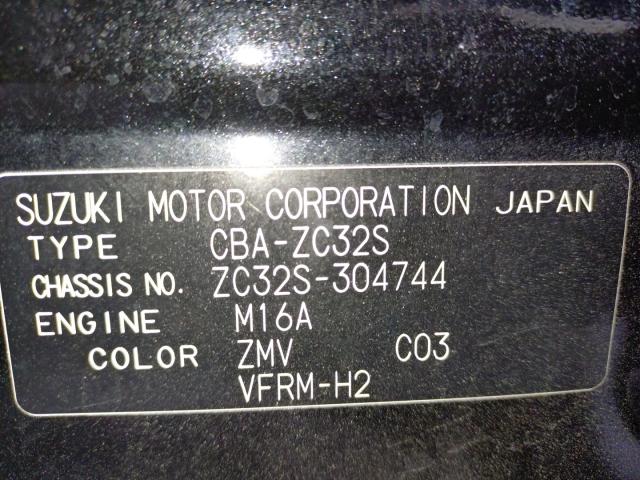 SUZUKI MOTOR CORPORATION JAPAN
TYPE CBA-ZC32S
CHASSIS NO. ZC32S-304744
ENGINE M16A
COLOR ZMV C03
VFRM-H2